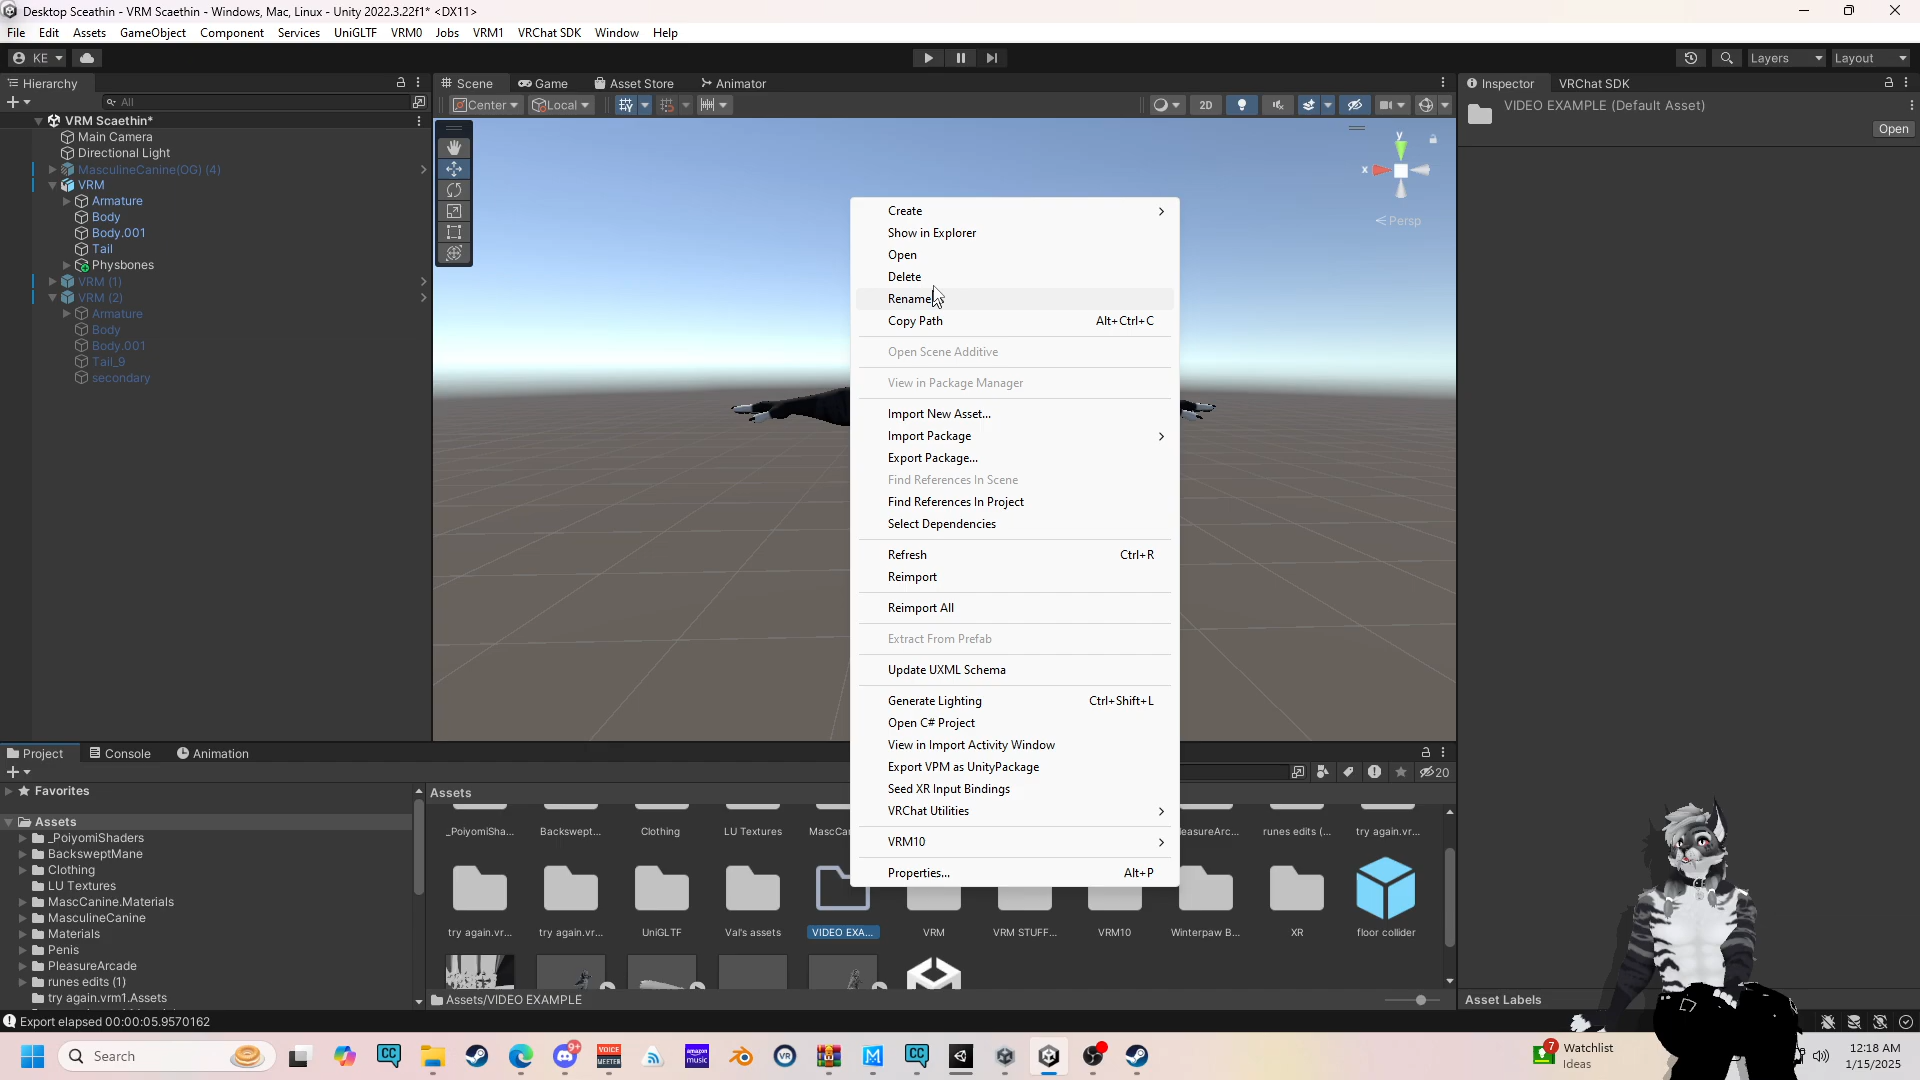 Desktop Sceathin - VRM Scaethin - Windows, Mac, Linux - Unity 2022.3.22f1* <DX11>
File Edit Assets GameObject Component Services UniGLTF VRM0 Jobs VRM1 VRChat SDK Window Help
KE Layers Layout
Hierarchy
All
VRM Scaethin*
Main Camera
Directional Light
MasculineCanine(OG) (4)
VRM
Armature
Body
Body.001
Tail
Physbones
VRM (1)
VRM (2)
Armature
Body
Body.001
Tail_9
secondary
Scene Game Asset Store Animator
Center Local 2D
y
x
Persp
Create
Show in Explorer
Open
Delete
Rename
Copy Path Alt+Ctrl+C
Open Scene Additive
View in Package Manager
Import New Asset...
Import Package
Export Package...
Find References In Scene
Find References In Project
Select Dependencies
Refresh Ctrl+R
Reimport
Reimport All
Extract From Prefab
Update UXML Schema
Generate Lighting Ctrl+Shift+L
Open C# Project
View in Import Activity Window
Export VPM as UnityPackage
Seed XR Input Bindings
VRChat Utilities
VRM10
Properties... Alt+P
Inspector VRChat SDK
VIDEO EXAMPLE (Default Asset)
Open
Project Console Animation
20
Favorites
Assets
_PoiyomiShaders
BacksweptMane
Clothing
LU Textures
MascCanine.Materials
MasculineCanine
Materials
Penis
PleasureArcade
runes edits (1)
try again.vrm1.Assets
Assets
_PoiyomiSha... Backswept... Clothing LU Textures MascCa easureArc... runes edits (... try again.vr...
try again.vr... try again.vr... UniGLTF Val's assets VIDEO EXA... VRM VRM STUFF... VRM10 Winterpaw B... XR floor collider
Assets/VIDEO EXAMPLE
Asset Labels
Export elapsed 00:00:05.9570162
Search
CC
9+
VOICE
MEETER
amazon
music
CC
7
Watchlist
Ideas
12:18 AM
1/15/2025